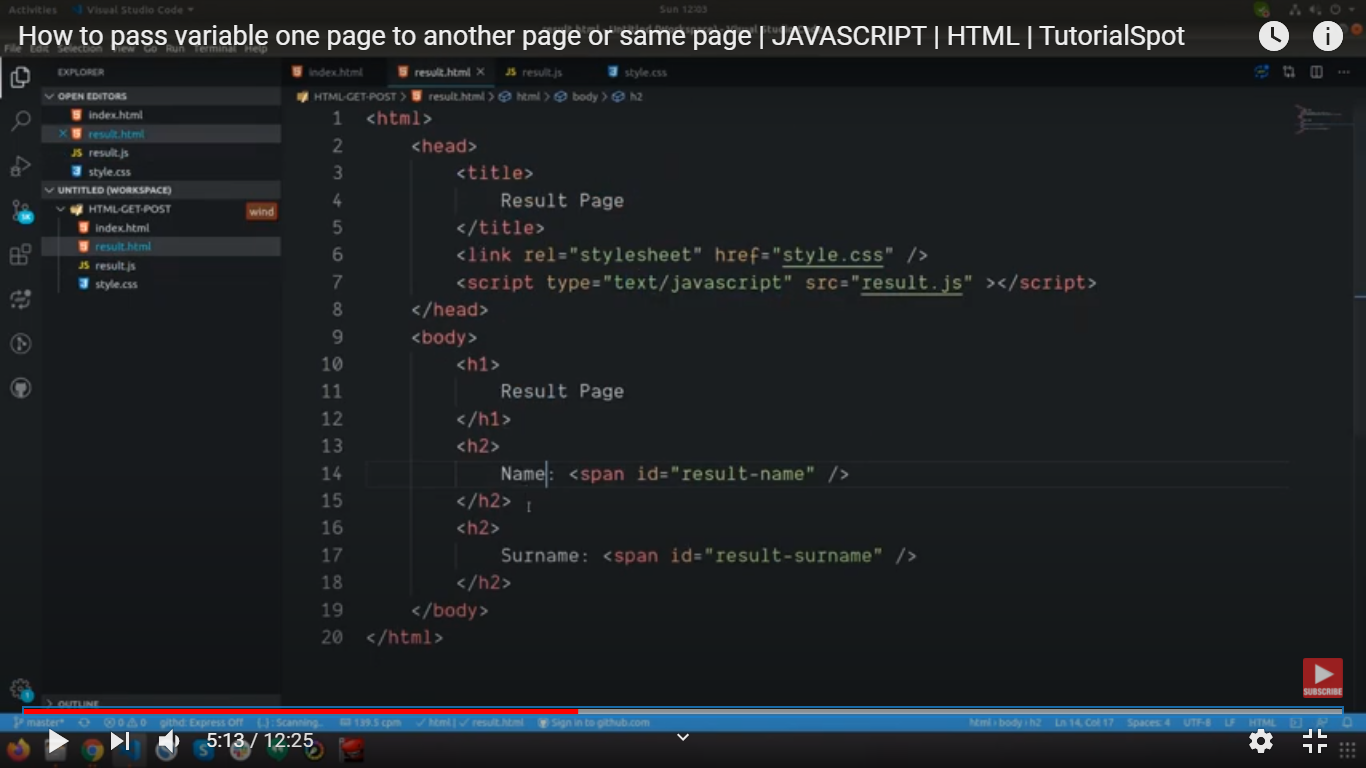 Activities Visual Studio Code Sun 12:03
How to pass variable one page to another page or same page | JAVASCRIPT | HTML | TutorialSpot
File Edit Selection View Go Run Terminal Help
EXPLORER
index.html result.html result.js style.css
OPEN EDITORS
HTML-GET-POST > result.html > html > body > h2
index.html
result.html
result.js
style.css
UNTITLED (WORKSPACE)
HTML-GET-POST wind
index.html
result.html
result.js
style.css
1 <html>
2 <head>
3 <title>
4 Result Page
5 </title>
6 <link rel="stylesheet" href="style.css" />
7 <script type="text/javascript" src="result.js" ></script>
8 </head>
9 <body>
10 <h1>
11 Result Page
12 </h1>
13 <h2>
14 Name: <span id="result-name" />
15 </h2>
16 <h2>
17 Surname: <span id="result-surname" />
18 </h2>
19 </body>
20 </html>
SUBSCRIBE
OUTLINE
master* 0 0 githd: Express Off {..} : Scanning.. 139.5 cpm html | result.html Sign in to github.com html > body > h2 Ln 14, Col 17 Spaces: 4 UTF-8 LF HTML
5:13 / 12:25